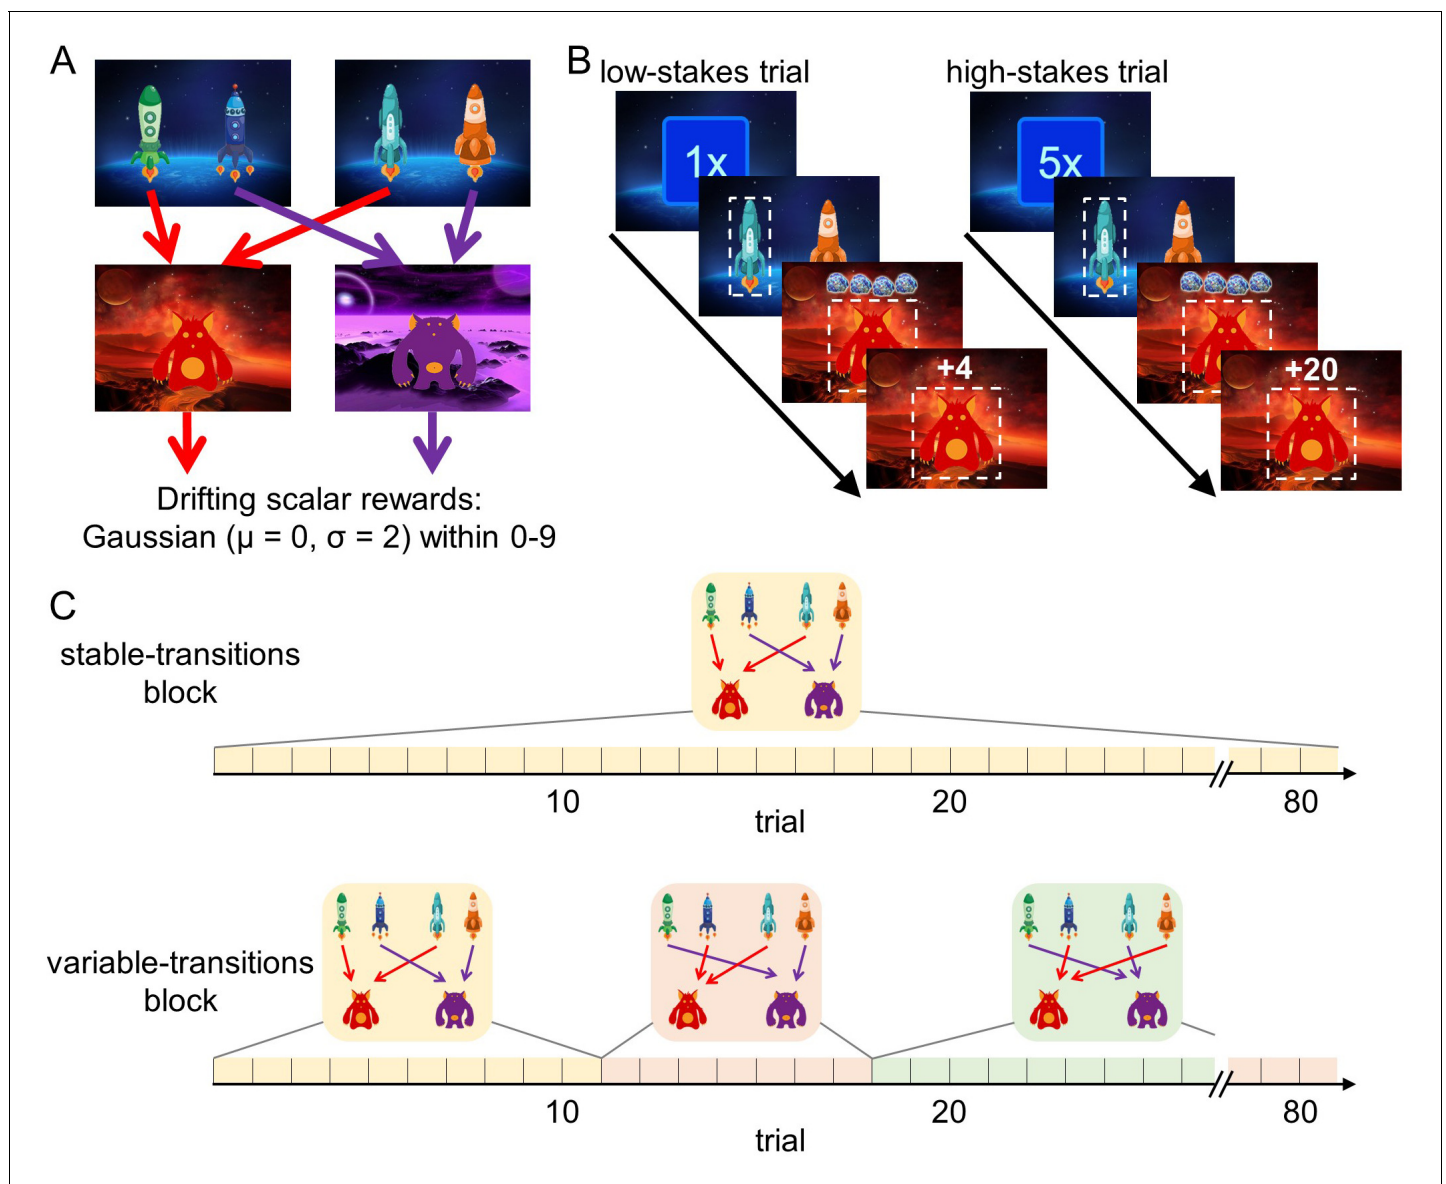 A
B
low-stakes trial
high-stakes trial
1x
5x
+4
+20
Drifting scalar rewards:
Gaussian (μ = 0, σ = 2) within 0-9
C
stable-transitions
block
10
20
80
trial
variable-transitions
block
10
20
80
trial